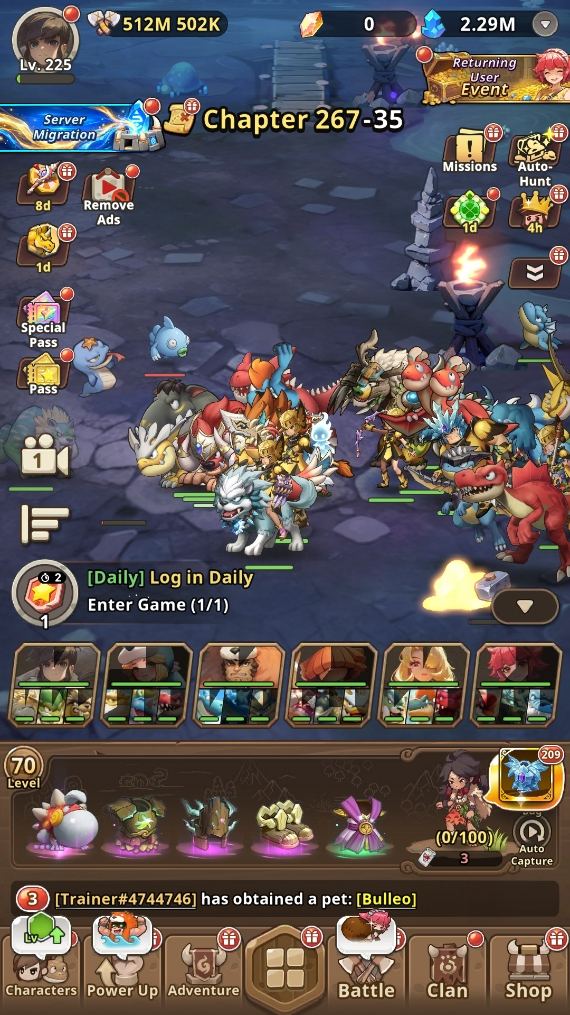 512M 502K
0
2.29M
Lv. 225
Returning
User
Event
Server
Migration
Chapter 267-35
Missions
Auto-
Hunt
8d
Remove
Ads
1d
4h
1d
Special
Pass
Pass
1
2
[Daily] Log in Daily
Enter Game (1/1)
1
70
Level
209
(0/100)
3
Auto
Capture
3
[Trainer#4744746] has obtained a pet: [Bulleo]
Lv
Characters
Power Up
Adventure
Battle
Clan
Shop